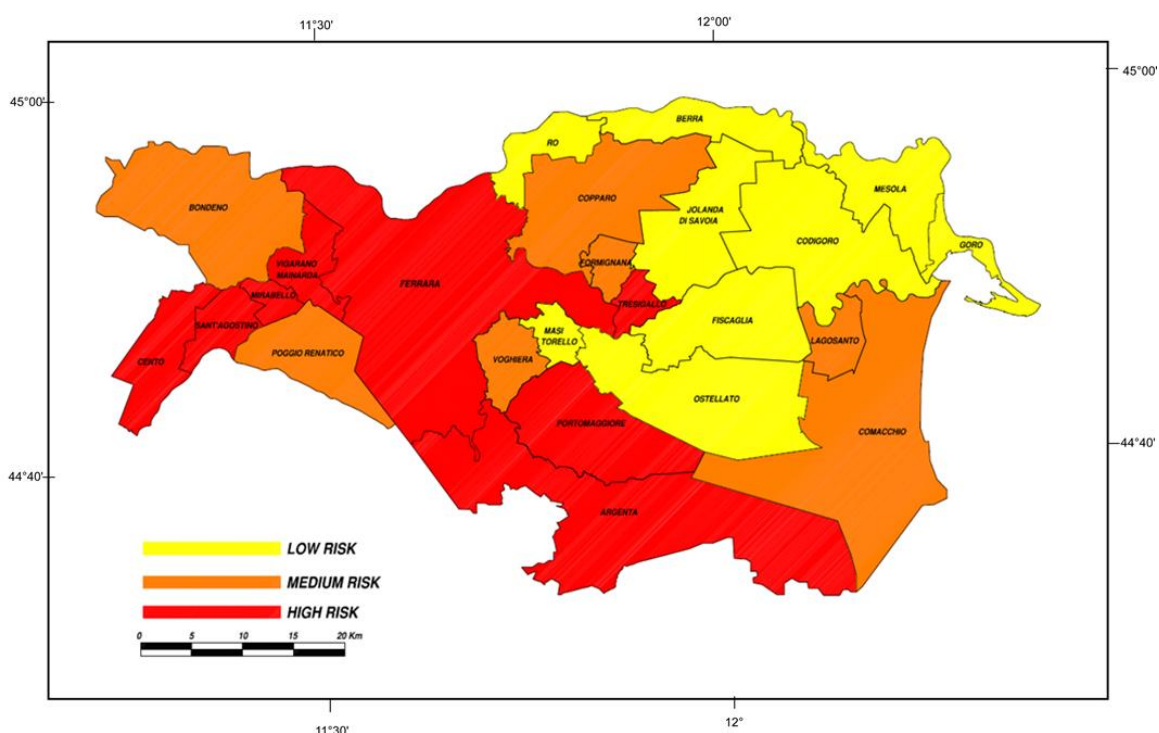 11°30'
12°00'
45°00'
45°00'
BERRA
RO
MESOLA
COPPARO
BONDENO
JOLANDA
DI SAVOIA
CODIGORO
GORO
FORMIGNANA
VIGARANO
MAINARDA
FERRARA
MIRABELLO
TRESIGALLO
FISCAGLIA
SANT'AGOSTINO
MASI
TORELLO
LAGOSANTO
POGGIO RENATICO
CENTO
VOGHIERA
OSTELLATO
PORTOMAGGIORE
COMACCHIO
44°40'
44°40'
ARGENTA
LOW RISK
MEDIUM RISK
HIGH RISK
0 5 10 15 20 Km
11°30'
12°